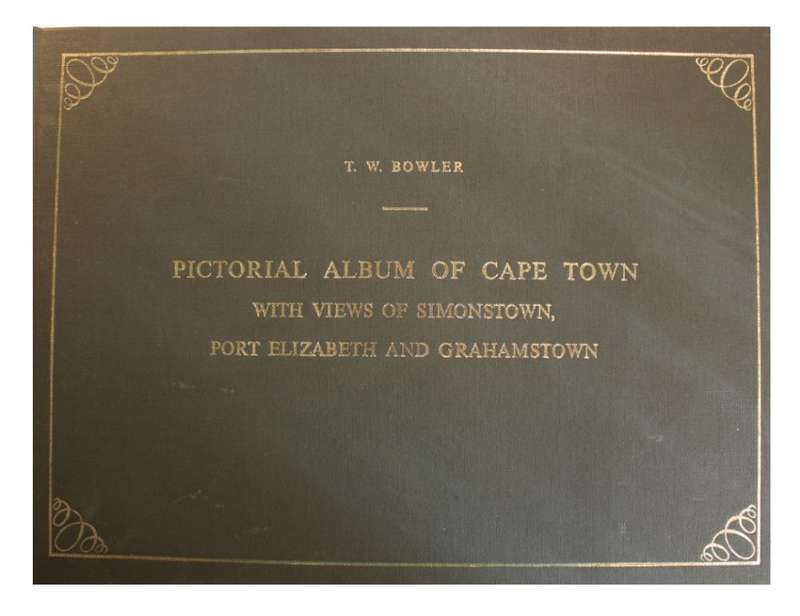 T. W. BOWLER
PICTORIAL ALBUM OF CAPE TOWN
WITH VIEWS OF SIMONSTOWN,
PORT ELIZABETH AND GRAHAMSTOWN